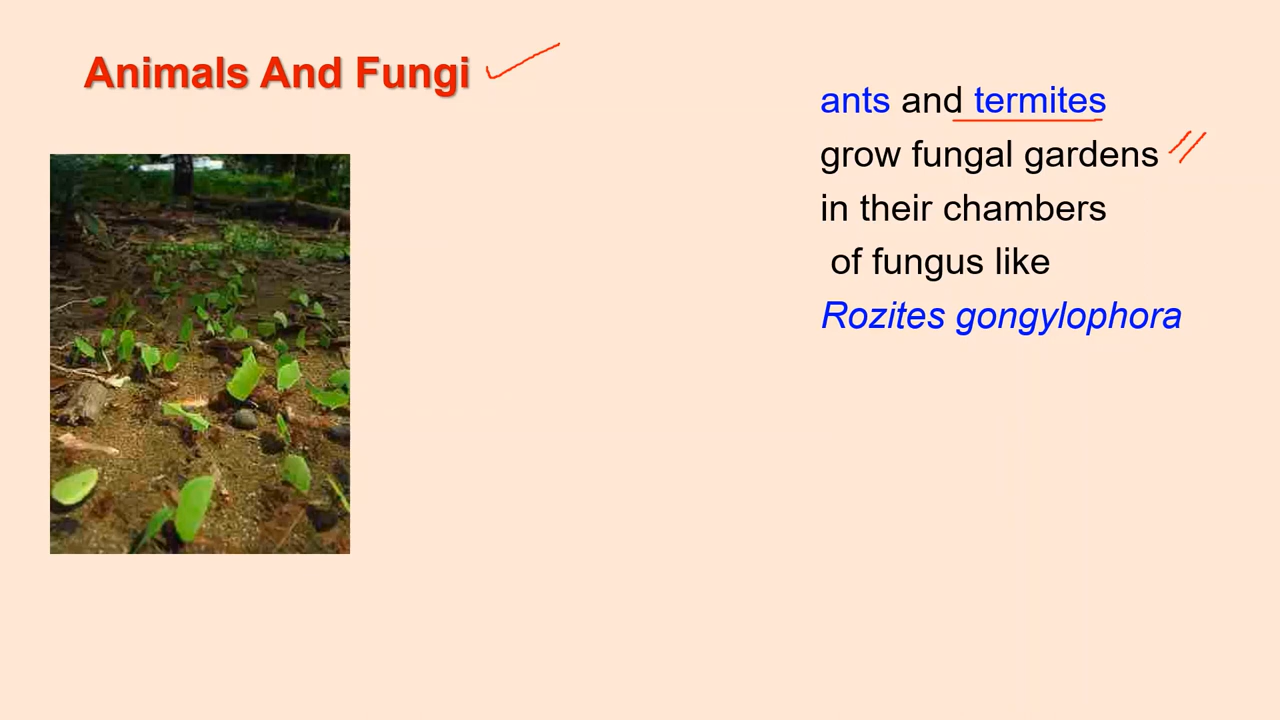 Animals And Fungi
ants and termites
grow fungal gardens
in their chambers
of fungus like
Rozites gongylophora